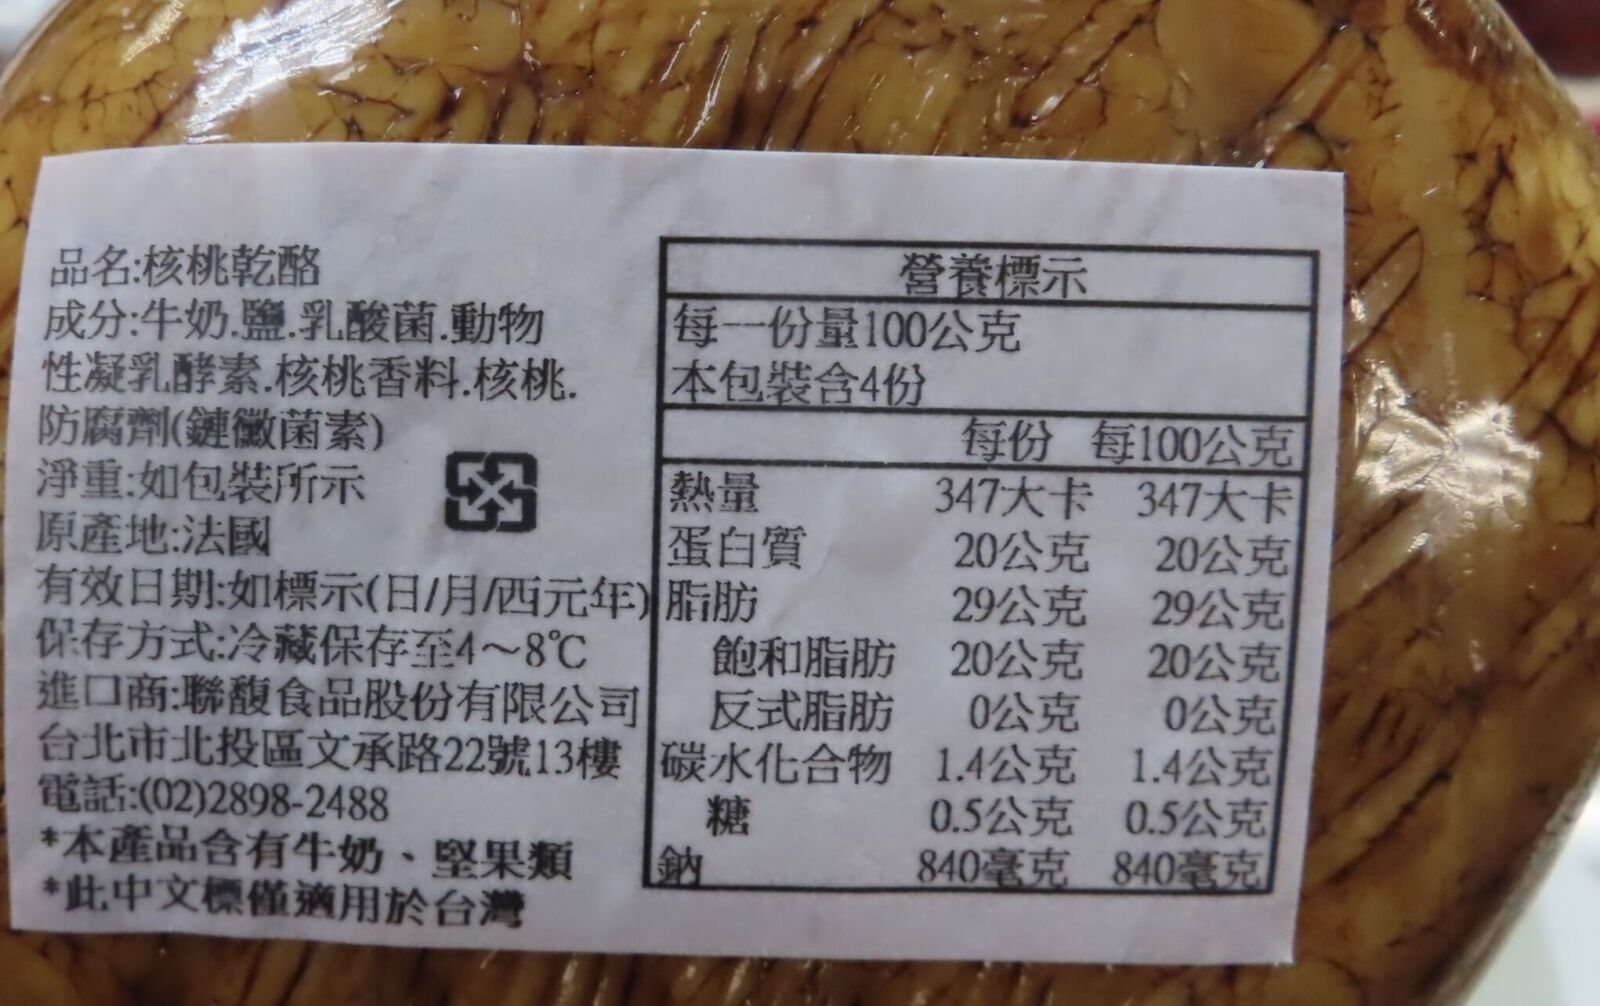 品名:核桃乾酪
成分:牛奶.鹽.乳酸菌.動物
性凝乳酵素.核桃香料.核桃.
防腐劑(鏈黴菌素)
淨重:如包裝所示
原產地:法國
有效日期:如標示(日/月/西元年)
保存方式:冷藏保存至4～8℃
進口商:聯馥食品股份有限公司
台北市北投區文承路22號13樓
電話:(02)2898-2488
*本產品含有牛奶、堅果類
*此中文標僅適用於台灣
營養標示
每一份量100公克
本包裝含4份
每份 每100公克
熱量 347大卡 347大卡
蛋白質 20公克 20公克
脂肪 29公克 29公克
飽和脂肪 20公克 20公克
反式脂肪 0公克 0公克
碳水化合物 1.4公克 1.4公克
糖 0.5公克 0.5公克
鈉 840毫克 840毫克